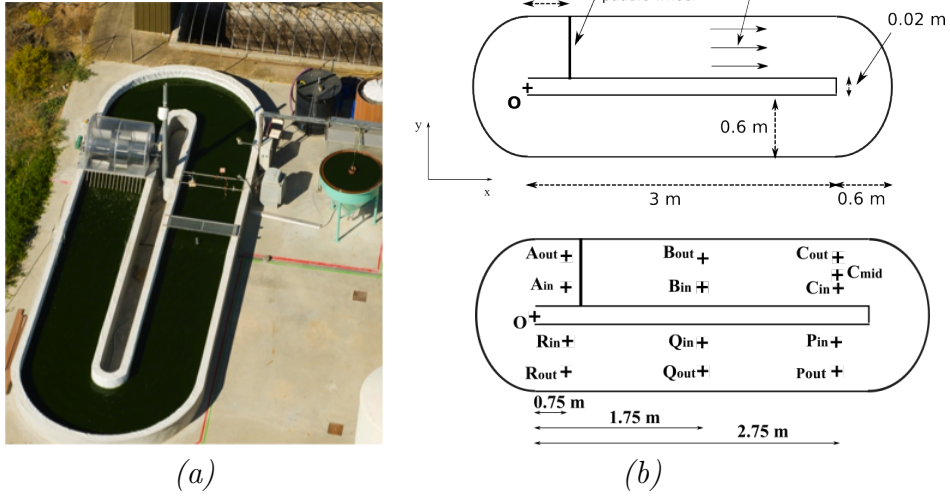 0.02 m
O
0.6 m
y
x
3 m
0.6 m
Aout
Bout
Cout
Cmid
Ain
Bin
Cin
O
Rin
Qin
Pin
Rout
Qout
Pout
0.75 m
1.75 m
2.75 m
(a)
(b)